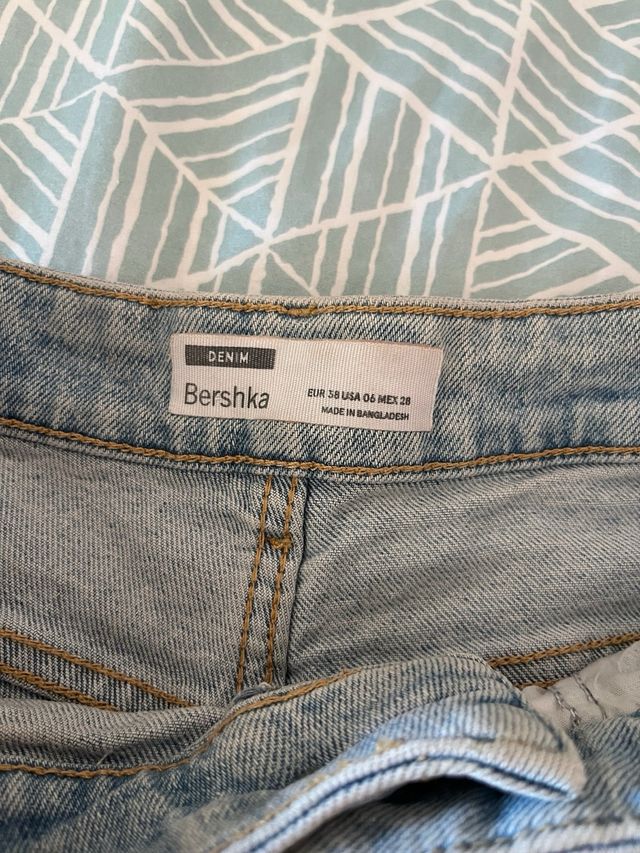 DENIM
Bershka
EUR 38 USA 06 MEX 28
MADE IN BANGLADESH